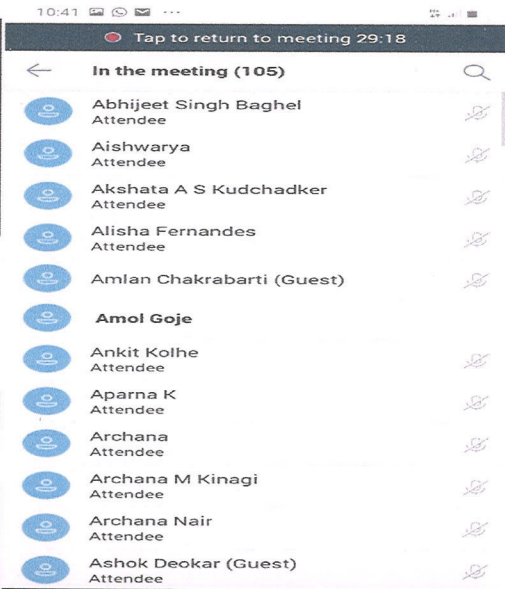 10:41
Tap to return to meeting 29:18
In the meeting (105)
Abhijeet Singh Baghel
Attendee
Aishwarya
Attendee
Akshata A S Kudchadker
Attendee
Alisha Fernandes
Attendee
Amlan Chakrabarti (Guest)
Amol Goje
Ankit Kolhe
Attendee
Aparna K
Attendee
Archana
Attendee
Archana M Kinagi
Attendee
Archana Nair
Attendee
Ashok Deokar (Guest)
Attendee